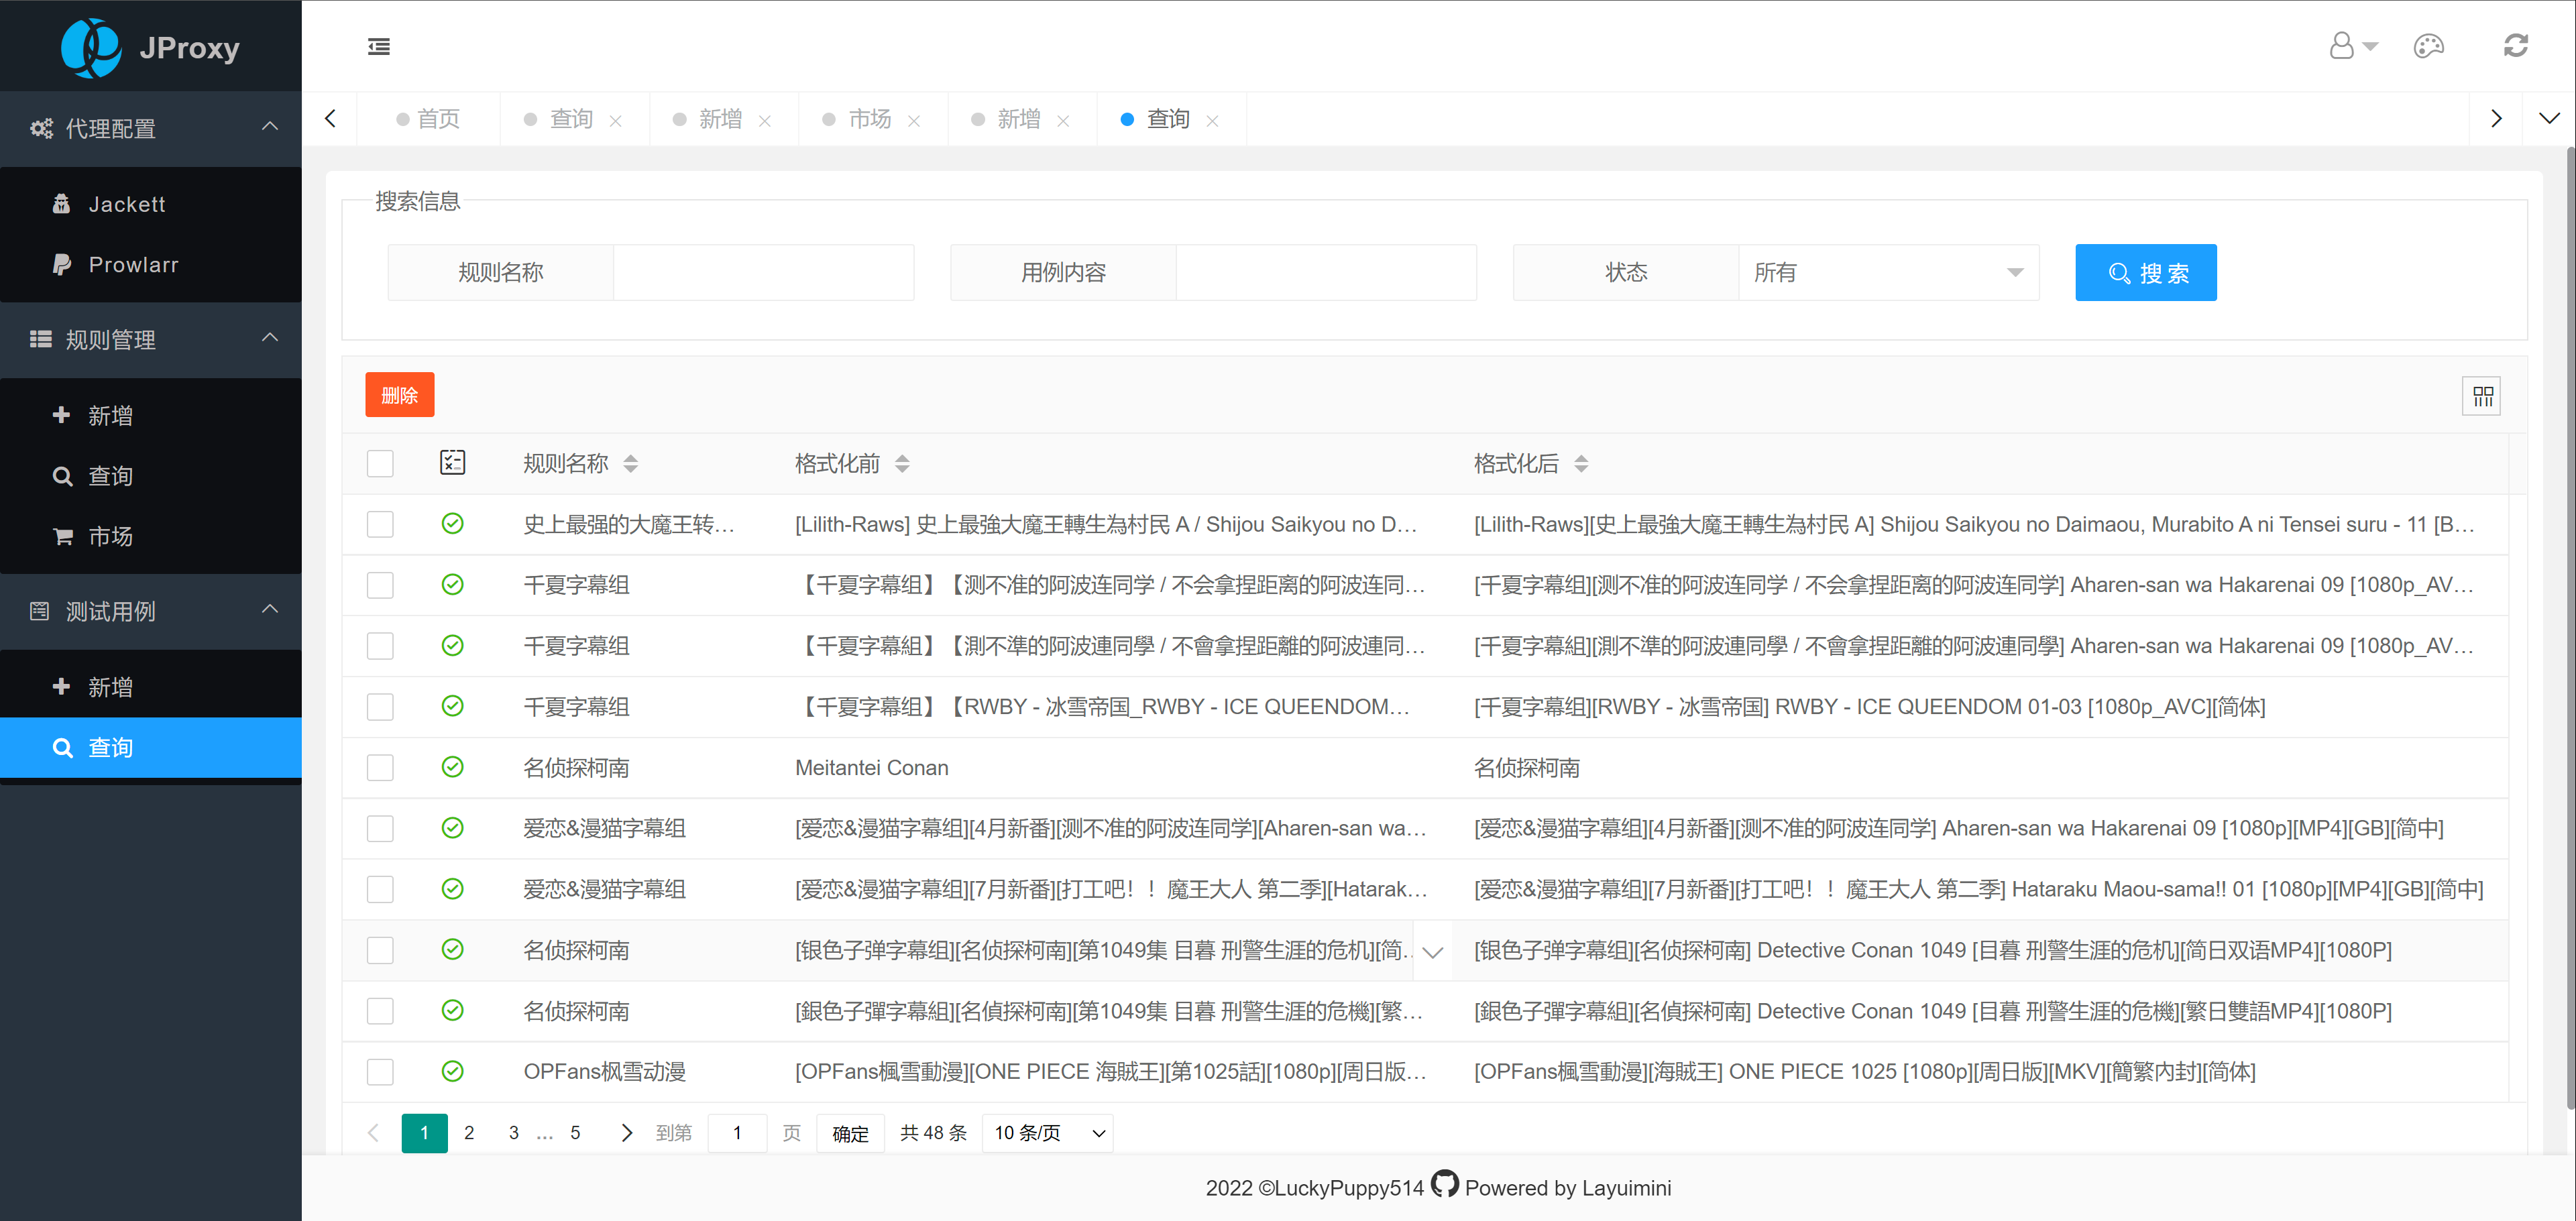 JProxy
代理配置
Jackett
Prowlarr
规则管理
新增
查询
市场
测试用例
新增
查询
首页 查询 新增 市场 新增 查询
搜索信息
规则名称 用例内容 状态 所有 搜 索
删除
规则名称 格式化前 格式化后
史上最强的大魔王转… [Lilith-Raws] 史上最強大魔王轉生為村民 A / Shijou Saikyou no D… [Lilith-Raws][史上最強大魔王轉生為村民 A] Shijou Saikyou no Daimaou, Murabito A ni Tensei suru - 11 [B…
千夏字幕组 【千夏字幕组】【测不准的阿波连同学 / 不会拿捏距离的阿波连同… [千夏字幕组][测不准的阿波连同学 / 不会拿捏距离的阿波连同学] Aharen-san wa Hakarenai 09 [1080p_AV…
千夏字幕组 【千夏字幕組】【測不準的阿波連同學 / 不會拿捏距離的阿波連同… [千夏字幕組][測不準的阿波連同學 / 不會拿捏距離的阿波連同學] Aharen-san wa Hakarenai 09 [1080p_AV…
千夏字幕组 【千夏字幕组】【RWBY - 冰雪帝国_RWBY - ICE QUEENDOM… [千夏字幕组][RWBY - 冰雪帝国] RWBY - ICE QUEENDOM 01-03 [1080p_AVC][简体]
名侦探柯南 Meitantei Conan 名侦探柯南
爱恋&漫猫字幕组 [爱恋&漫猫字幕组][4月新番][测不准的阿波连同学][Aharen-san wa… [爱恋&漫猫字幕组][4月新番][测不准的阿波连同学] Aharen-san wa Hakarenai 09 [1080p][MP4][GB][简中]
爱恋&漫猫字幕组 [爱恋&漫猫字幕组][7月新番][打工吧！！魔王大人 第二季][Hatarak… [爱恋&漫猫字幕组][7月新番][打工吧！！魔王大人 第二季] Hataraku Maou-sama!! 01 [1080p][MP4][GB][简中]
名侦探柯南 [银色子弹字幕组][名侦探柯南][第1049集 目暮 刑警生涯的危机][简… [银色子弹字幕组][名侦探柯南] Detective Conan 1049 [目暮 刑警生涯的危机][简日双语MP4][1080P]
名侦探柯南 [銀色子彈字幕組][名偵探柯南][第1049集 目暮 刑警生涯的危機][繁… [銀色子彈字幕組][名偵探柯南] Detective Conan 1049 [目暮 刑警生涯的危機][繁日雙語MP4][1080P]
OPFans枫雪动漫 [OPFans楓雪動漫][ONE PIECE 海賊王][第1025話][1080p][周日版… [OPFans楓雪動漫][海賊王] ONE PIECE 1025 [1080p][周日版][MKV][簡繁內封][简体]
1 2 3 … 5 到第 1 页 确定 共 48 条 10 条/页
2022 ©LuckyPuppy514 Powered by Layuimini